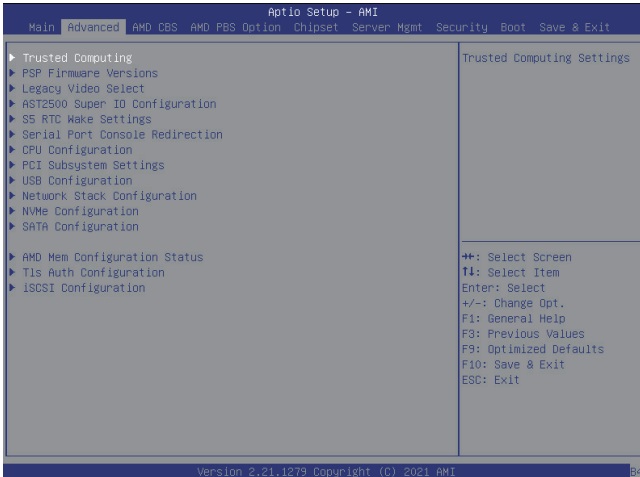 Aptio Setup – AMI
Main Advanced AMD CBS AMD PBS Option Chipset Server Mgmt Security Boot Save & Exit
▶ Trusted Computing
▶ PSP Firmware Versions
▶ Legacy Video Select
▶ AST2500 Super IO Configuration
▶ S5 RTC Wake Settings
▶ Serial Port Console Redirection
▶ CPU Configuration
▶ PCI Subsystem Settings
▶ USB Configuration
▶ Network Stack Configuration
▶ NVMe Configuration
▶ SATA Configuration
▶ AMD Mem Configuration Status
▶ Tls Auth Configuration
▶ iSCSI Configuration
Trusted Computing Settings
→←: Select Screen
↑↓: Select Item
Enter: Select
+/-: Change Opt.
F1: General Help
F3: Previous Values
F9: Optimized Defaults
F10: Save & Exit
ESC: Exit
Version 2.21.1279 Copyright (C) 2021 AMI